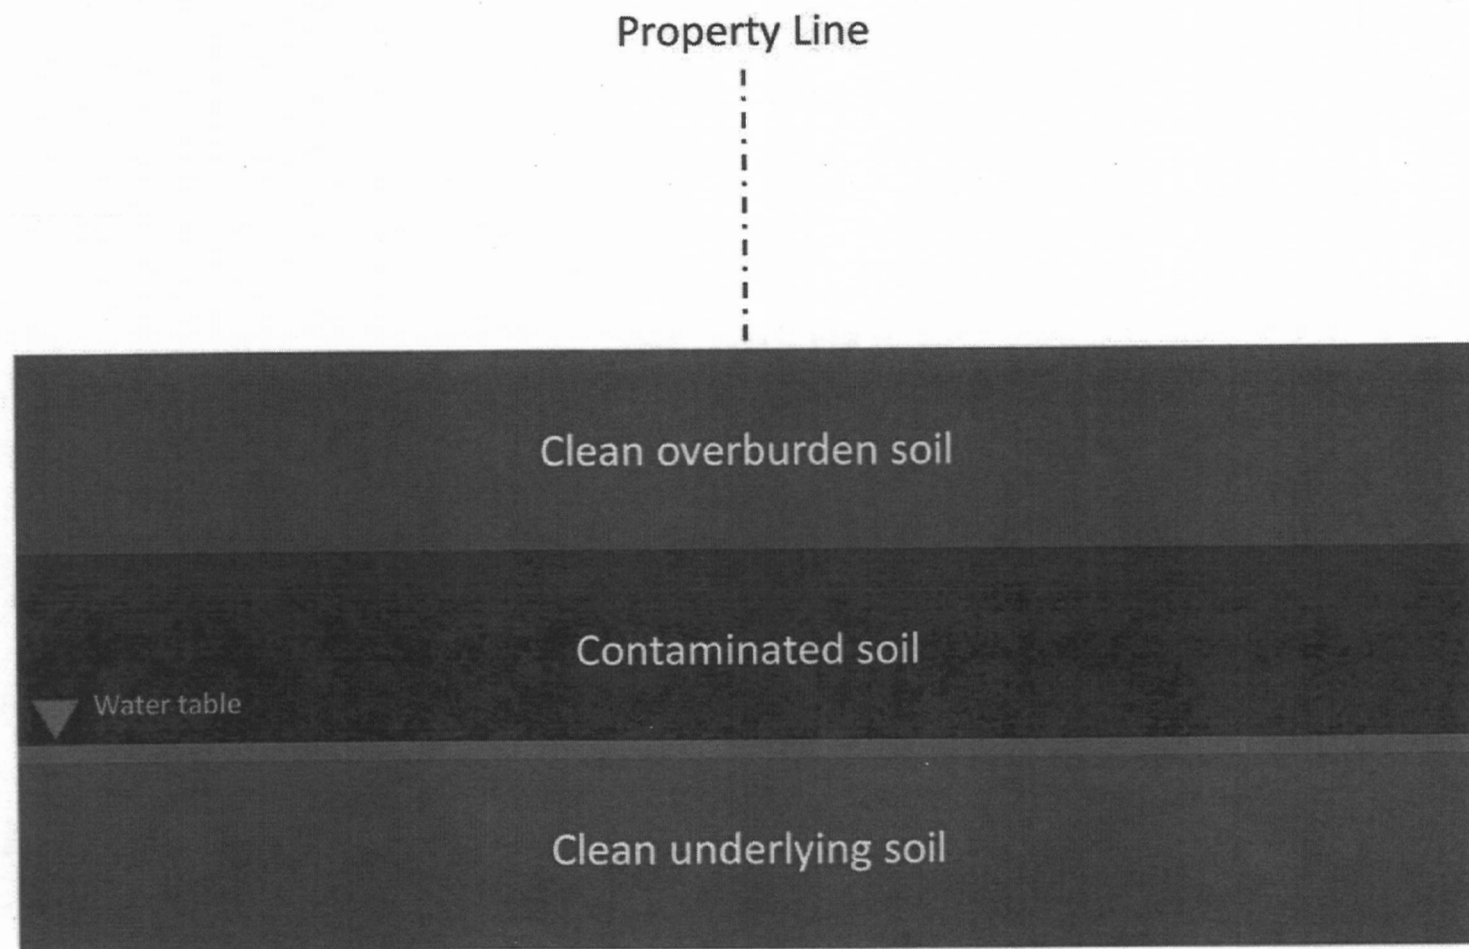 Property Line
Clean overburden soil
Contaminated soil
Water table
Clean underlying soil